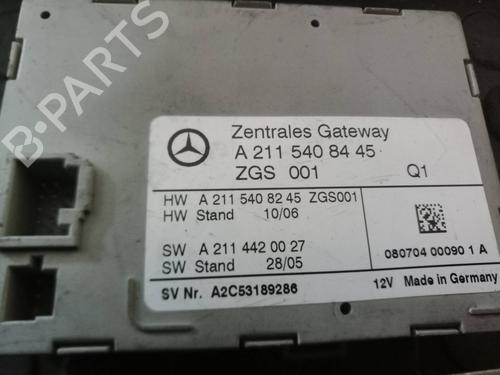 B-PARTS
Zentrales Gateway
A 211 540 84 45
ZGS 001 Q1
HW A 211 540 82 45 ZGS001
HW Stand 10/06
SW A 211 442 00 27
SW Stand 28/05
080704 00090 1 A
SV Nr. A2C53189286 12V Made in Germany